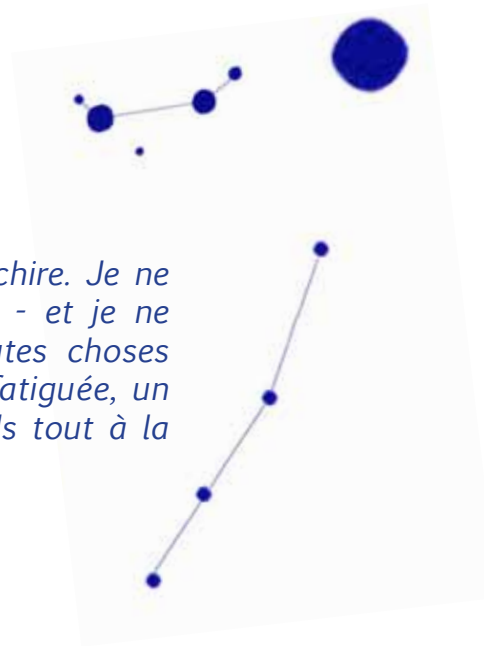 chire. Je ne
- et je ne
tes choses
fatiguée, un
s tout à la